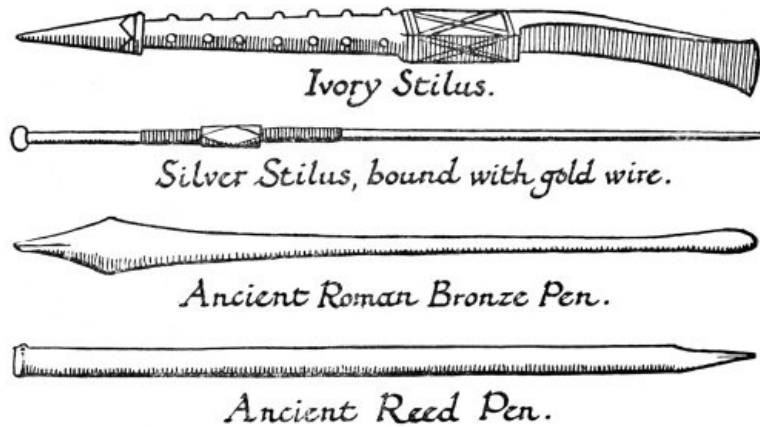 Ivory Stilus.
Silver Stilus, bound with gold wire.
Ancient Roman Bronze Pen.
Ancient Reed Pen.